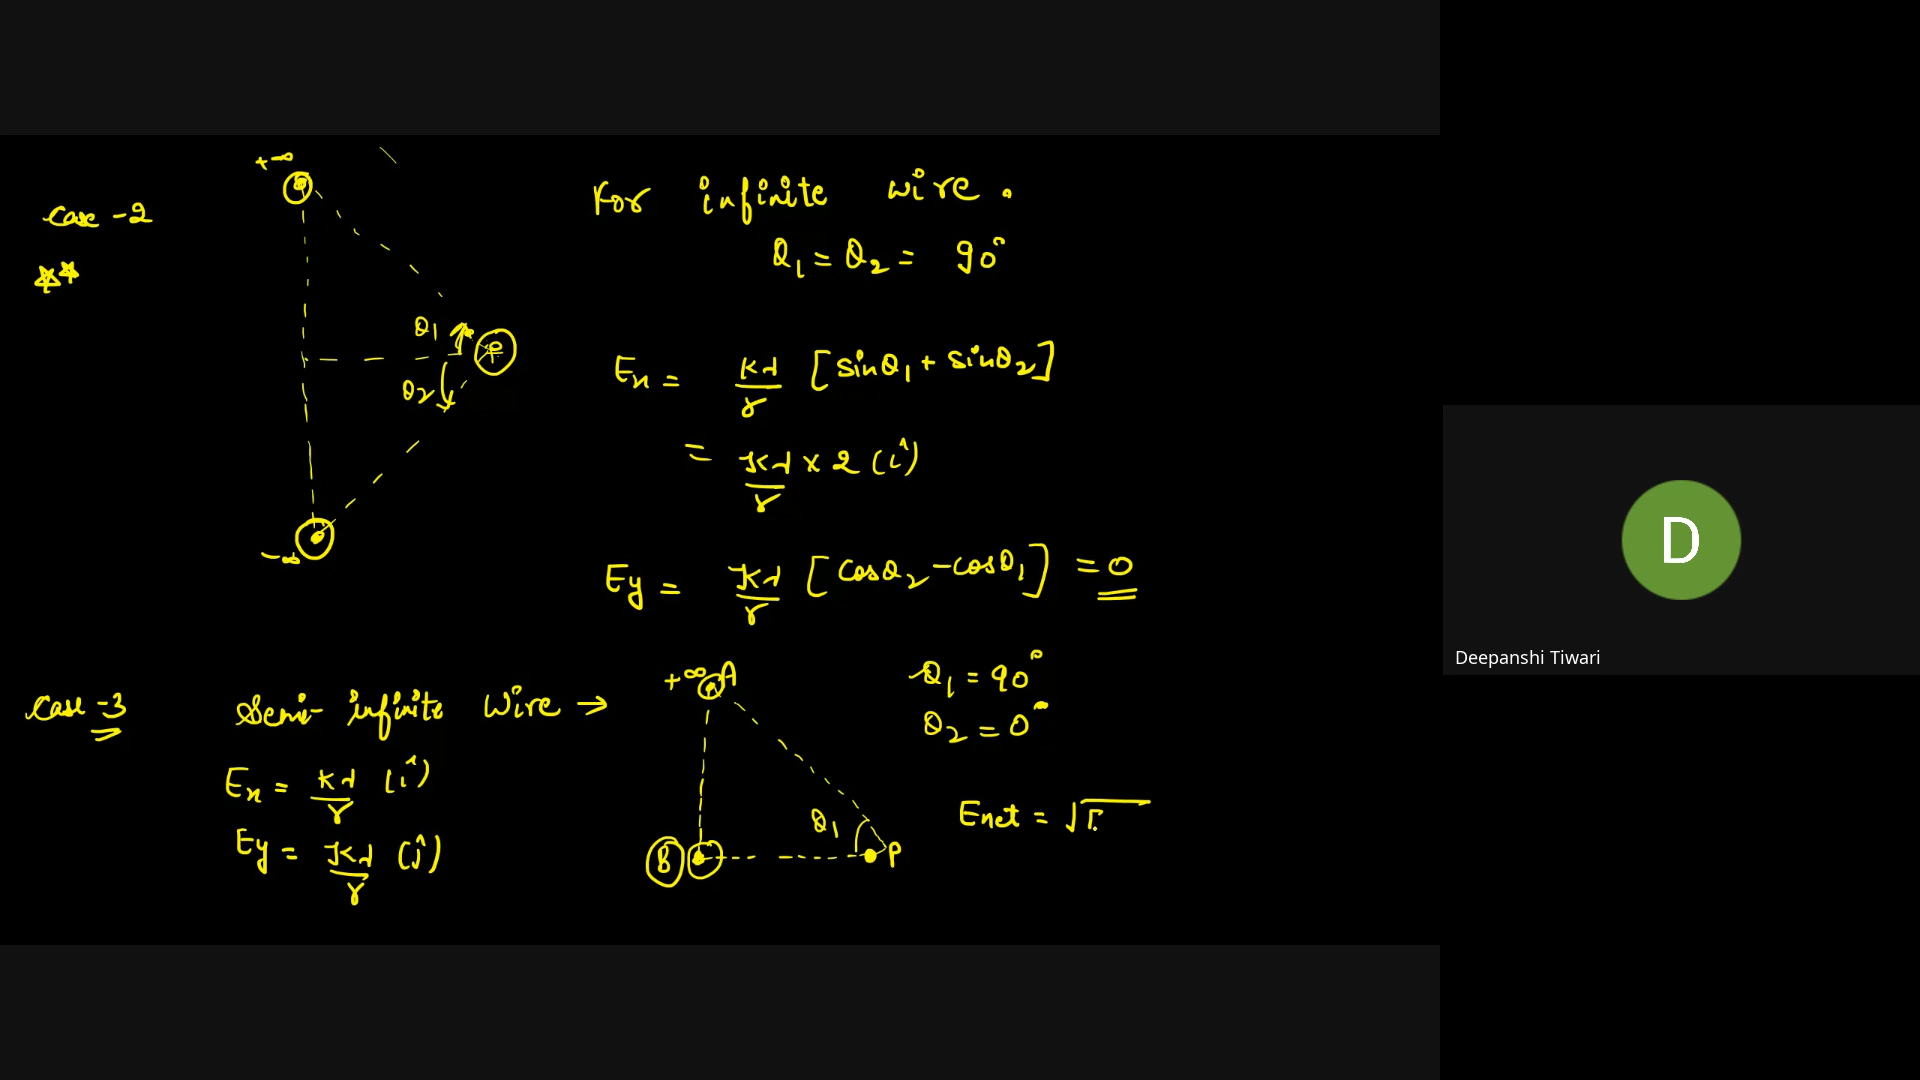 +∞
Case -2
For infinite wire.
θ1 = θ2 = 90°
θ1
P
θ2
Ex = Kλ/r [sinθ1 + sinθ2]
= Kλ/r × 2 (î)
-∞
Ey = Kλ/r [cosθ2 - cosθ1] = 0
Case -3
Semi-infinite Wire →
+∞ A
θ1 = 90°
θ2 = 0°
Ex = Kλ/r (î)
Ey = Kλ/r (ĵ)
θ1
B
P
Enet = √
D
Deepanshi Tiwari